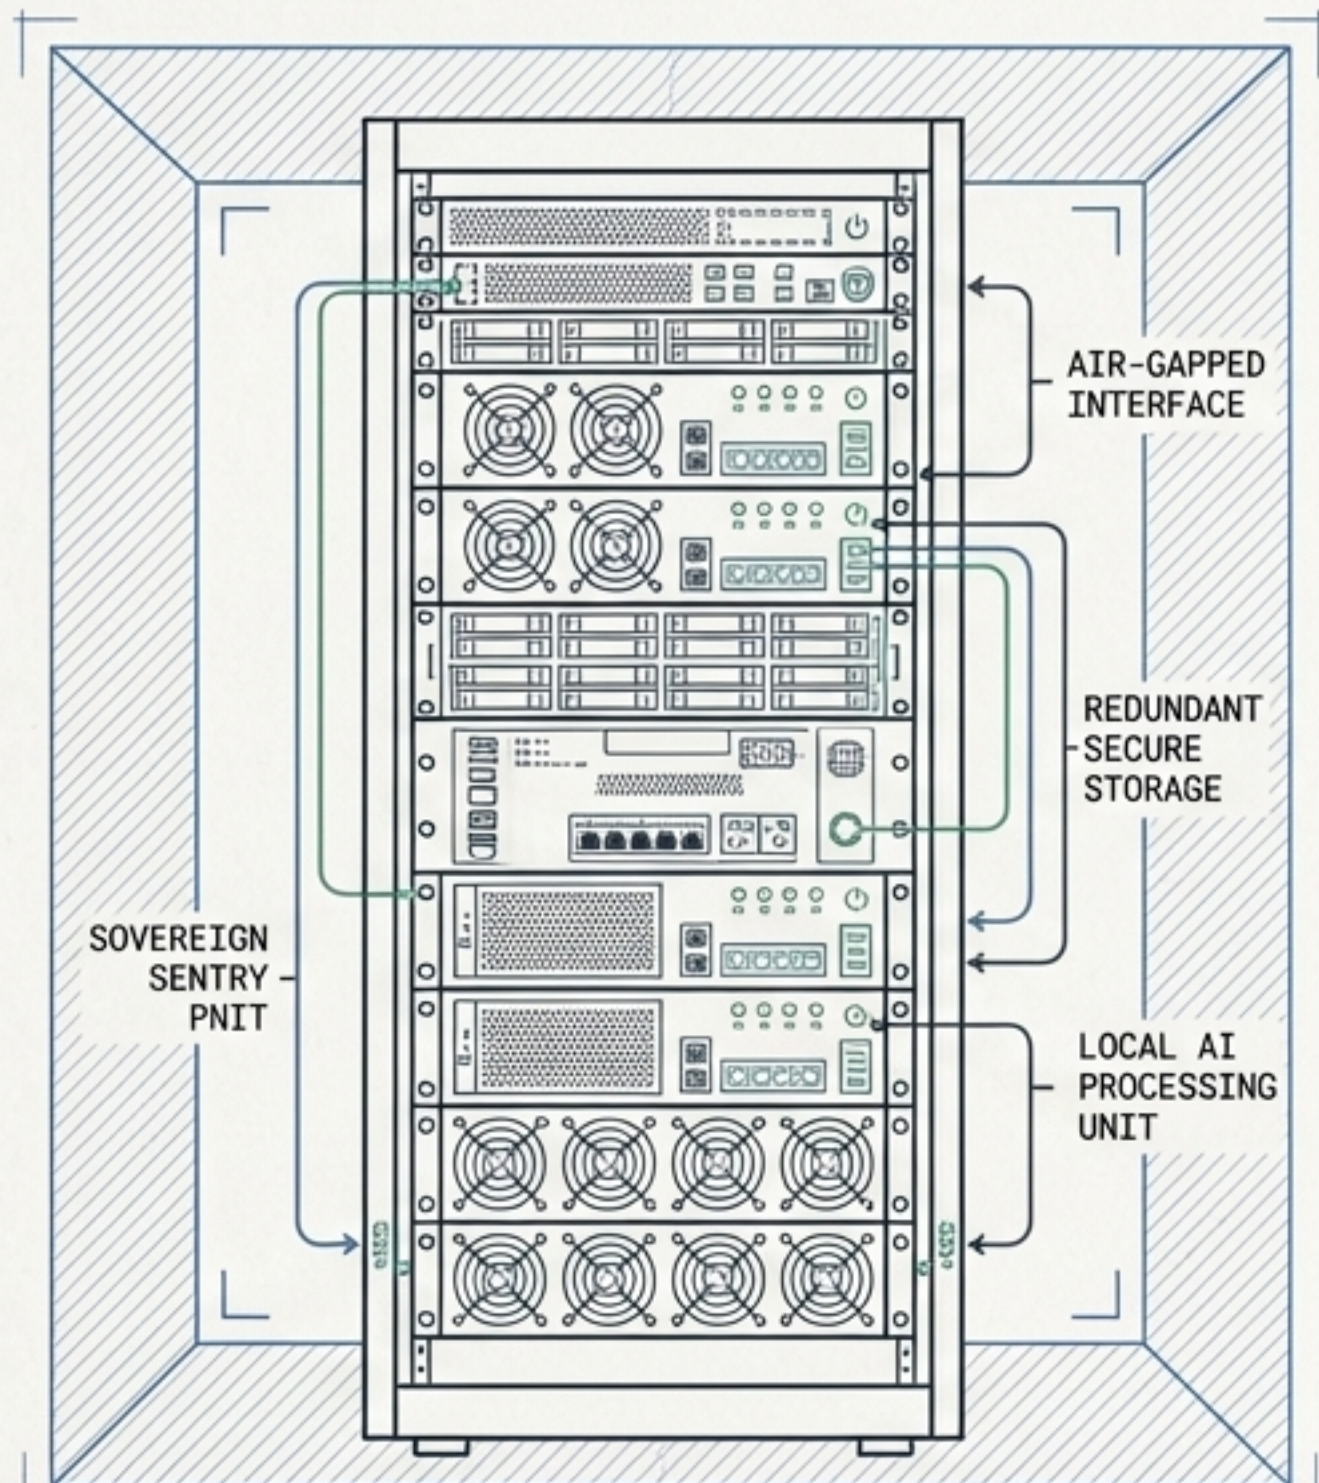 AIR-GAPPED
INTERFACE
REDUNDANT
SECURE
STORAGE
SOVEREIGN
SENTRY
PNIT
LOCAL AI
PROCESSING
UNIT